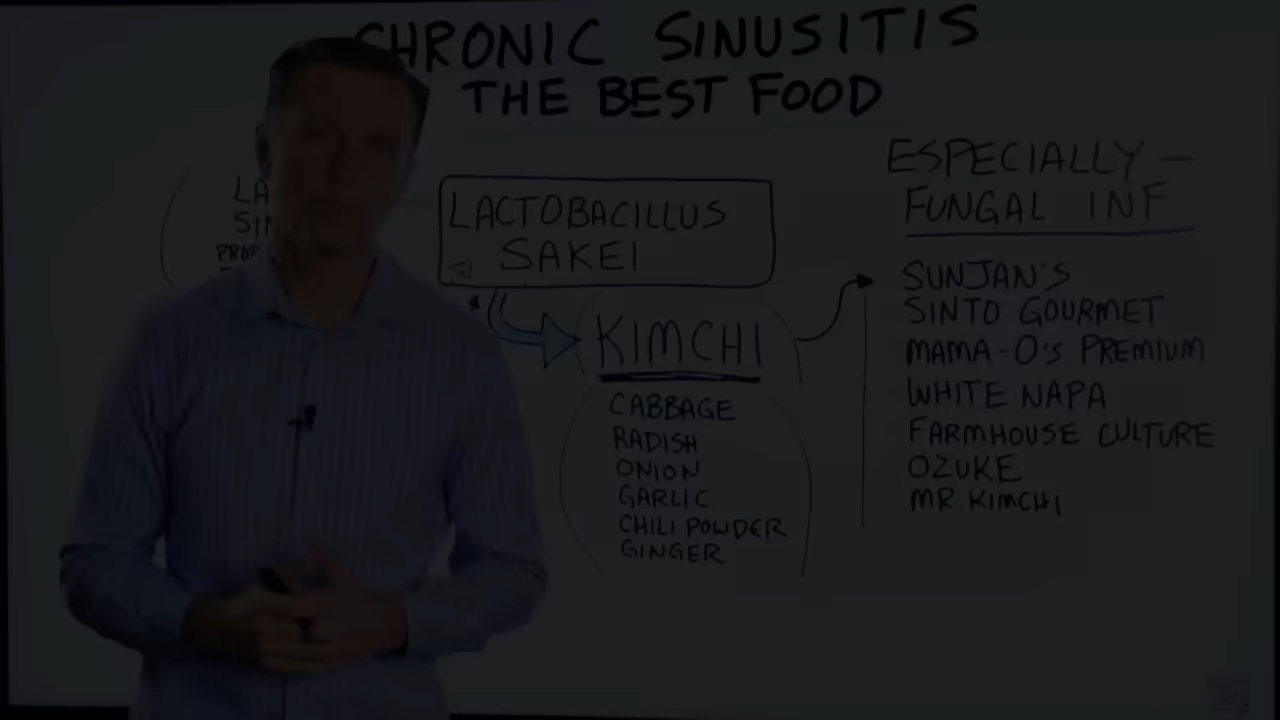 CHRONIC SINUSITIS
THE BEST FOOD
LACTOBACILLUS
SAKEI
KIMCHI
CABBAGE
RADISH
ONION
GARLIC
CHILI POWDER
GINGER
ESPECIALLY —
FUNGAL INF
SUNJAN'S
SINTO GOURMET
MAMA-O'S PREMIUM
WHITE NAPA
FARMHOUSE CULTURE
OZUKE
MR. KIMCHI